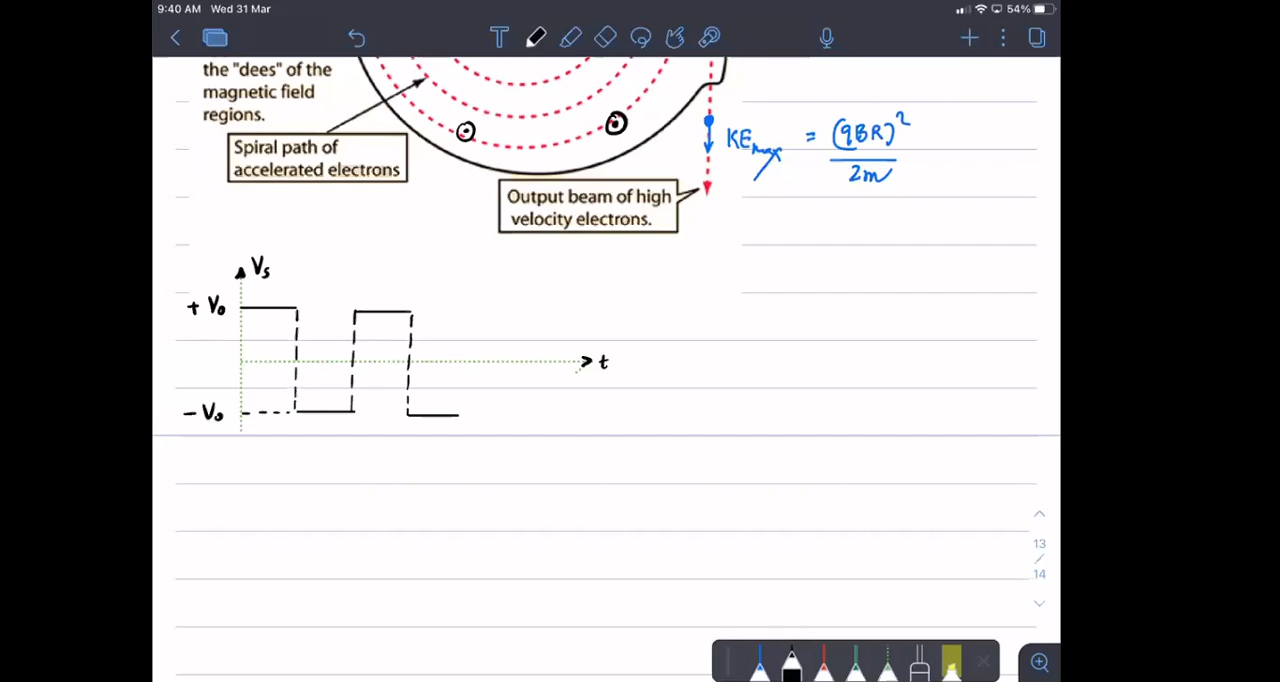 9:40 AM Wed 31 Mar
54%
T
the "dees" of the
magnetic field
regions.
Spiral path of
accelerated electrons
KEmax = (qBR)²
2m
Output beam of high
velocity electrons.
Vs
+ V₀
t
- V₀
13
/
14